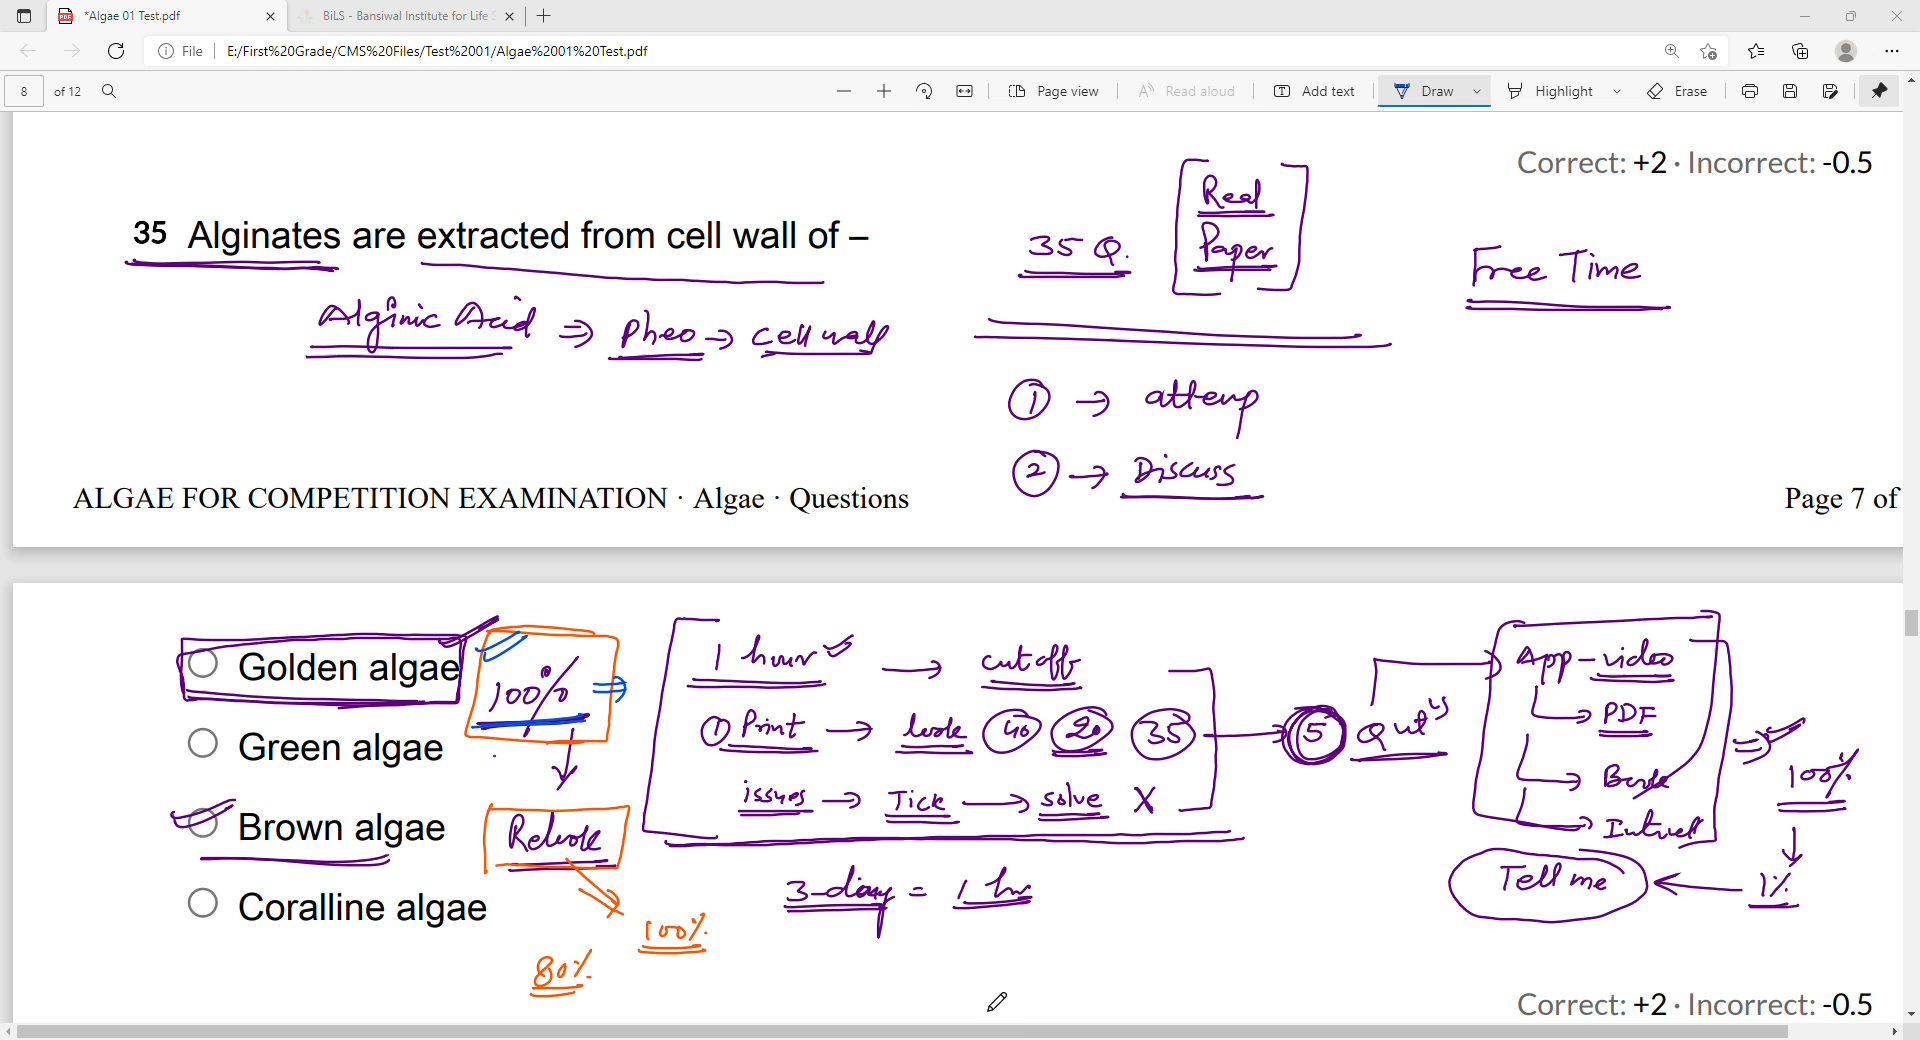 *Algae 01 Test.pdf
BiLS - Bansiwal Institute for Life S
File
E:/First%20Grade/CMS%20Files/Test%2001/Algae%2001%20Test.pdf
8 of 12
Page view
Read aloud
Add text
Draw
Highlight
Erase
Correct: +2 · Incorrect: -0.5
35 Alginates are extracted from cell wall of –
35 Q.
Real
Paper
Free Time
Alginic Acid ⇒ Pheo → cell wall
① → attemp
② → Discuss
ALGAE FOR COMPETITION EXAMINATION · Algae · Questions
Page 7 of
Golden algae
Green algae
Brown algae
Coralline algae
100% ⇒
80%
100%
1 hour → cut off
① Print → 40 20 35
issues → Tick → solve X
3-day = 1 hr
5
App - video
PDF
100%
1%
Tell me
Correct: +2 · Incorrect: -0.5